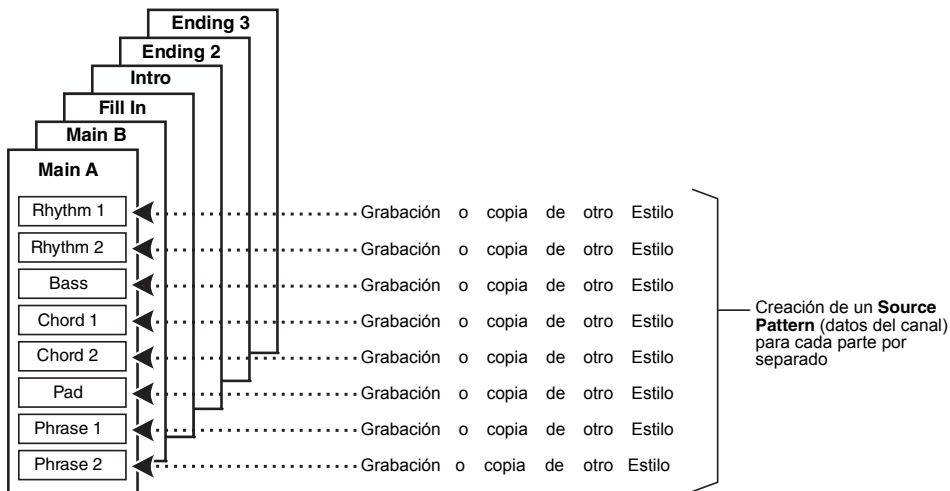 Ending 3
Ending 2
Intro
Fill In
Main B
Main A
Rhythm 1 Grabación o copia de otro Estilo
Rhythm 2 Grabación o copia de otro Estilo
Bass Grabación o copia de otro Estilo
Chord 1 Grabación o copia de otro Estilo
Chord 2 Grabación o copia de otro Estilo
Pad Grabación o copia de otro Estilo
Phrase 1 Grabación o copia de otro Estilo
Phrase 2 Grabación o copia de otro Estilo
Creación de un Source
Pattern (datos del canal)
para cada parte por
separado